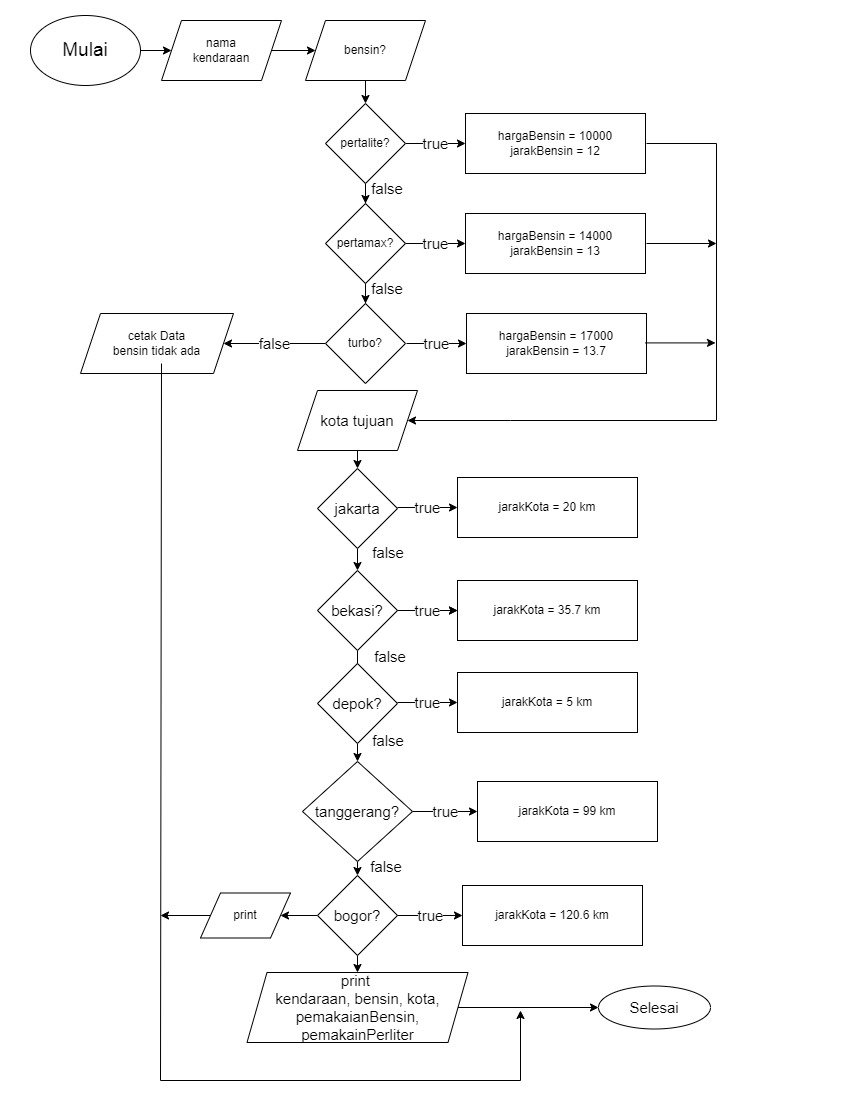 Mulai
nama
kendaraan
bensin?
pertalite?
true
hargaBensin = 10000
jarakBensin = 12
false
pertamax?
true
hargaBensin = 14000
jarakBensin = 13
false
cetak Data
bensin tidak ada
false
turbo?
true
hargaBensin = 17000
jarakBensin = 13.7
kota tujuan
jakarta
true
jarakKota = 20 km
false
bekasi?
true
jarakKota = 35.7 km
false
depok?
true
jarakKota = 5 km
false
tanggerang?
true
jarakKota = 99 km
false
print
bogor?
true
jarakKota = 120.6 km
print
kendaraan, bensin, kota,
pemakaianBensin,
pemakainPerliter
Selesai